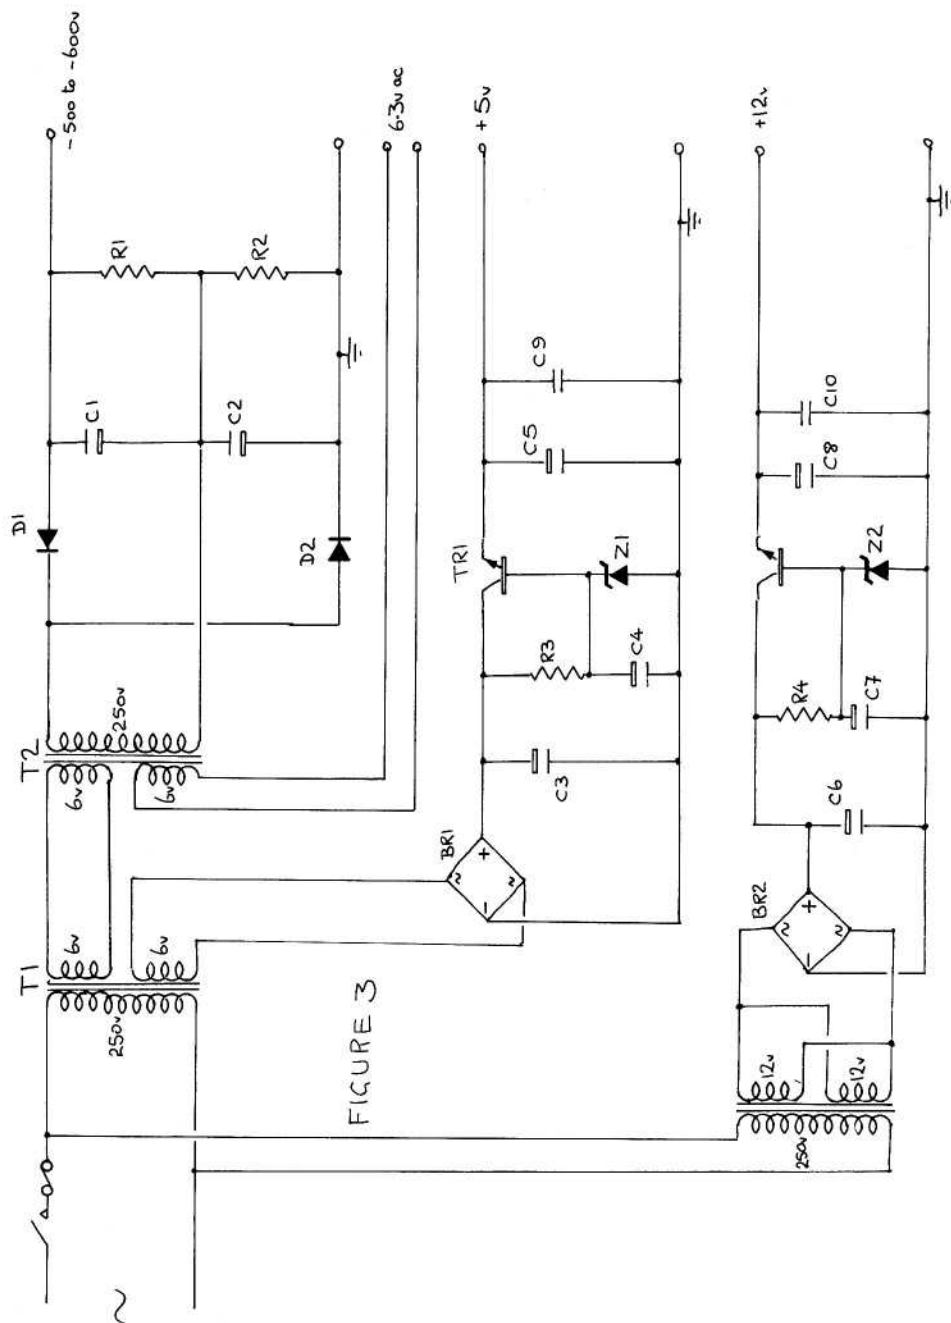 -500 to -600v
R1
R2
C1
C2
D1
D2
250v
T2
6v
6v
6v
6v
T1
250v
6.3v ac
+5v
C9
C5
TR1
Z1
R3
C4
C3
BR1
+
-
~
~
+12v
C10
C8
Z2
R4
C7
C6
BR2
+
-
~
~
12v
12v
250v
~
FIGURE 3